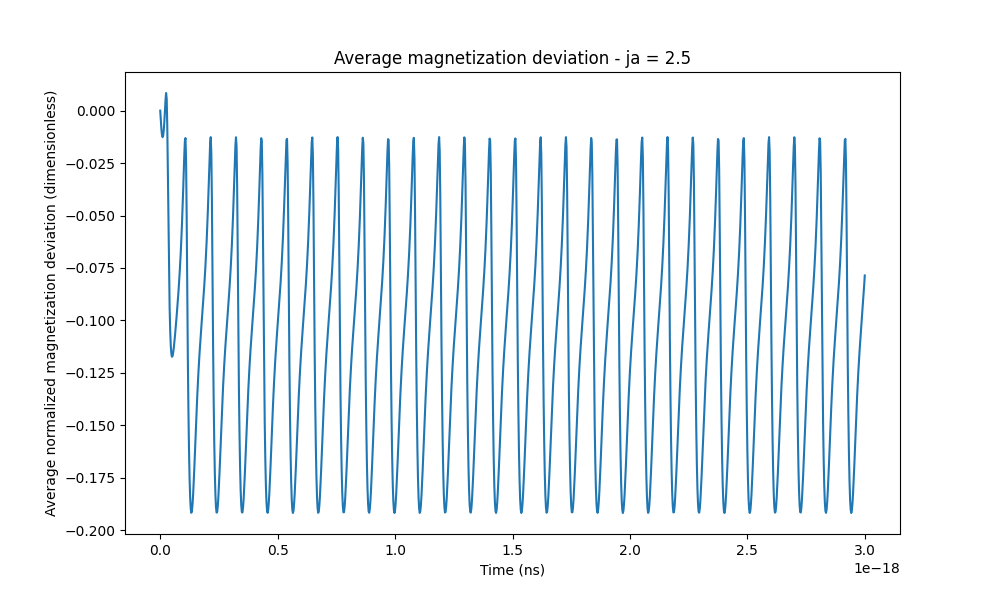 Average magnetization deviation - ja = 2.5
Average normalized magnetization deviation (dimensionless)
0.000
−0.025
−0.050
−0.075
−0.100
−0.125
−0.150
−0.175
−0.200
0.0 0.5 1.0 1.5 2.0 2.5 3.0
1e−18
Time (ns)